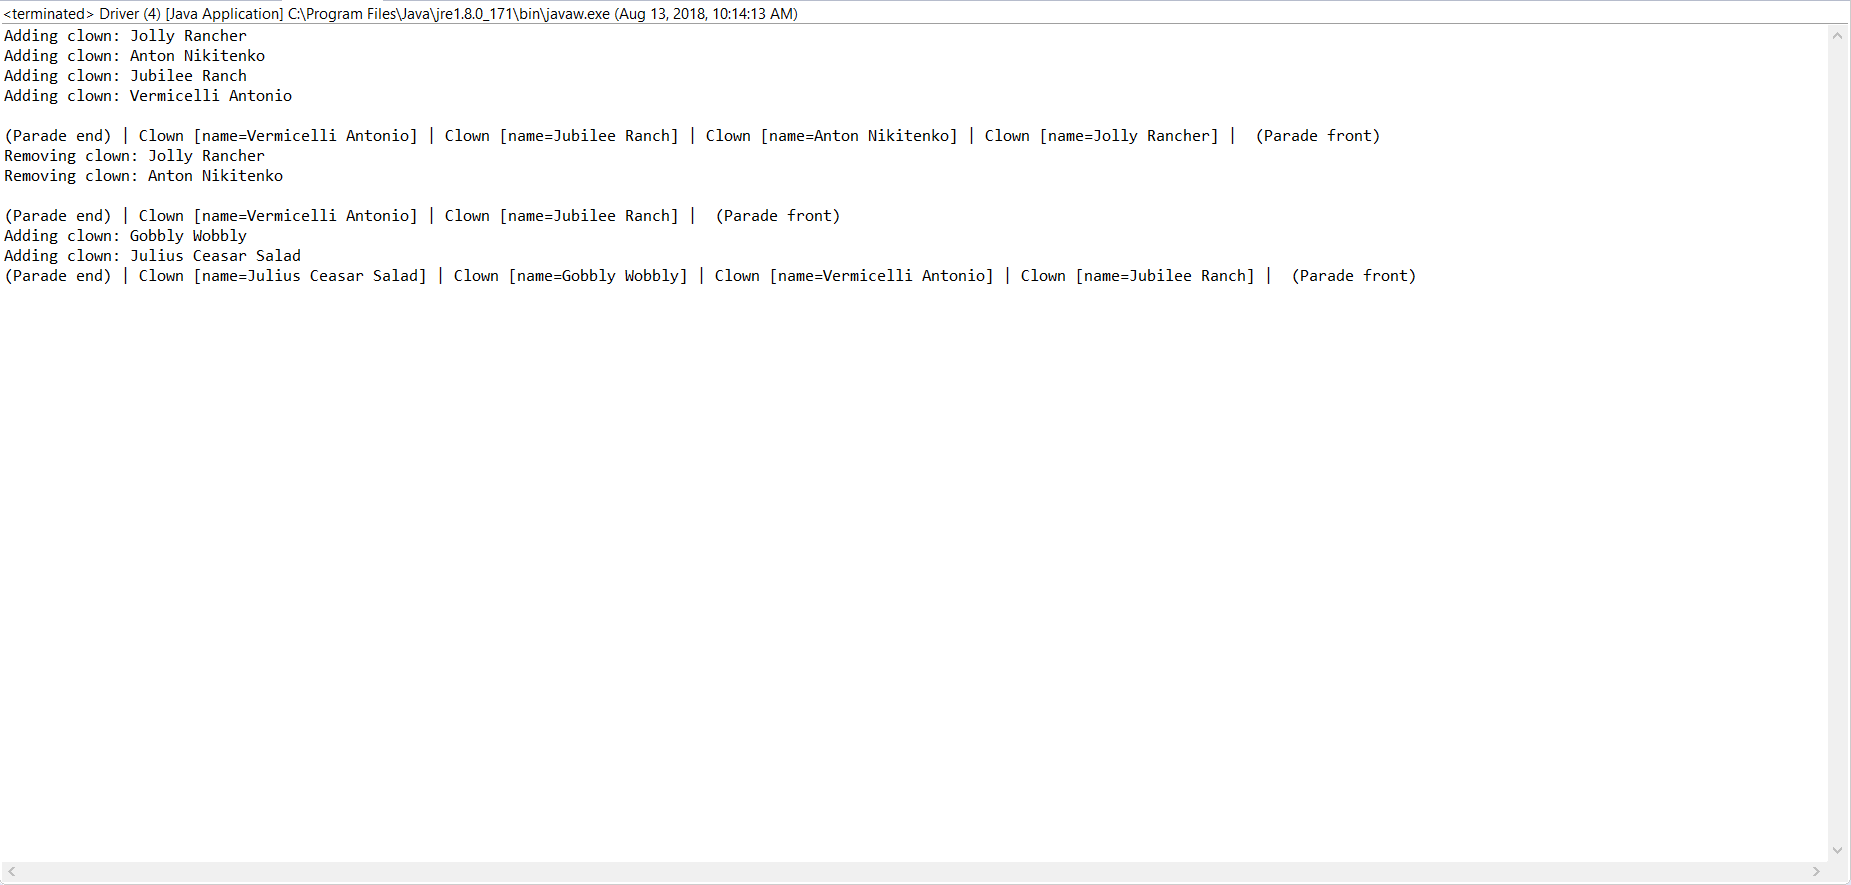 <terminated> Driver (4) [Java Application] C:\Program Files\Java\jre1.8.0_171\bin\javaw.exe (Aug 13, 2018, 10:14:13 AM)
Adding clown: Jolly Rancher
Adding clown: Anton Nikitenko
Adding clown: Jubilee Ranch
Adding clown: Vermicelli Antonio
(Parade end) | Clown [name=Vermicelli Antonio] | Clown [name=Jubilee Ranch] | Clown [name=Anton Nikitenko] | Clown [name=Jolly Rancher] |  (Parade front)
Removing clown: Jolly Rancher
Removing clown: Anton Nikitenko
(Parade end) | Clown [name=Vermicelli Antonio] | Clown [name=Jubilee Ranch] |  (Parade front)
Adding clown: Gobbly Wobbly
Adding clown: Julius Ceasar Salad
(Parade end) | Clown [name=Julius Ceasar Salad] | Clown [name=Gobbly Wobbly] | Clown [name=Vermicelli Antonio] | Clown [name=Jubilee Ranch] |  (Parade front)